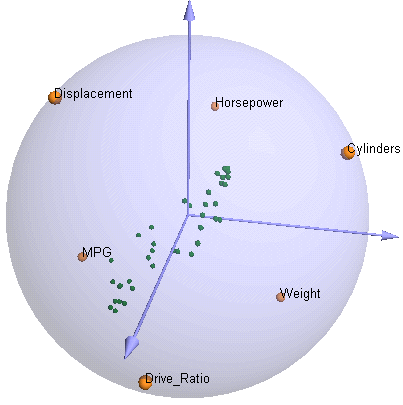 Displacement
Horsepower
Cylinders
MPG
Weight
Drive_Ratio